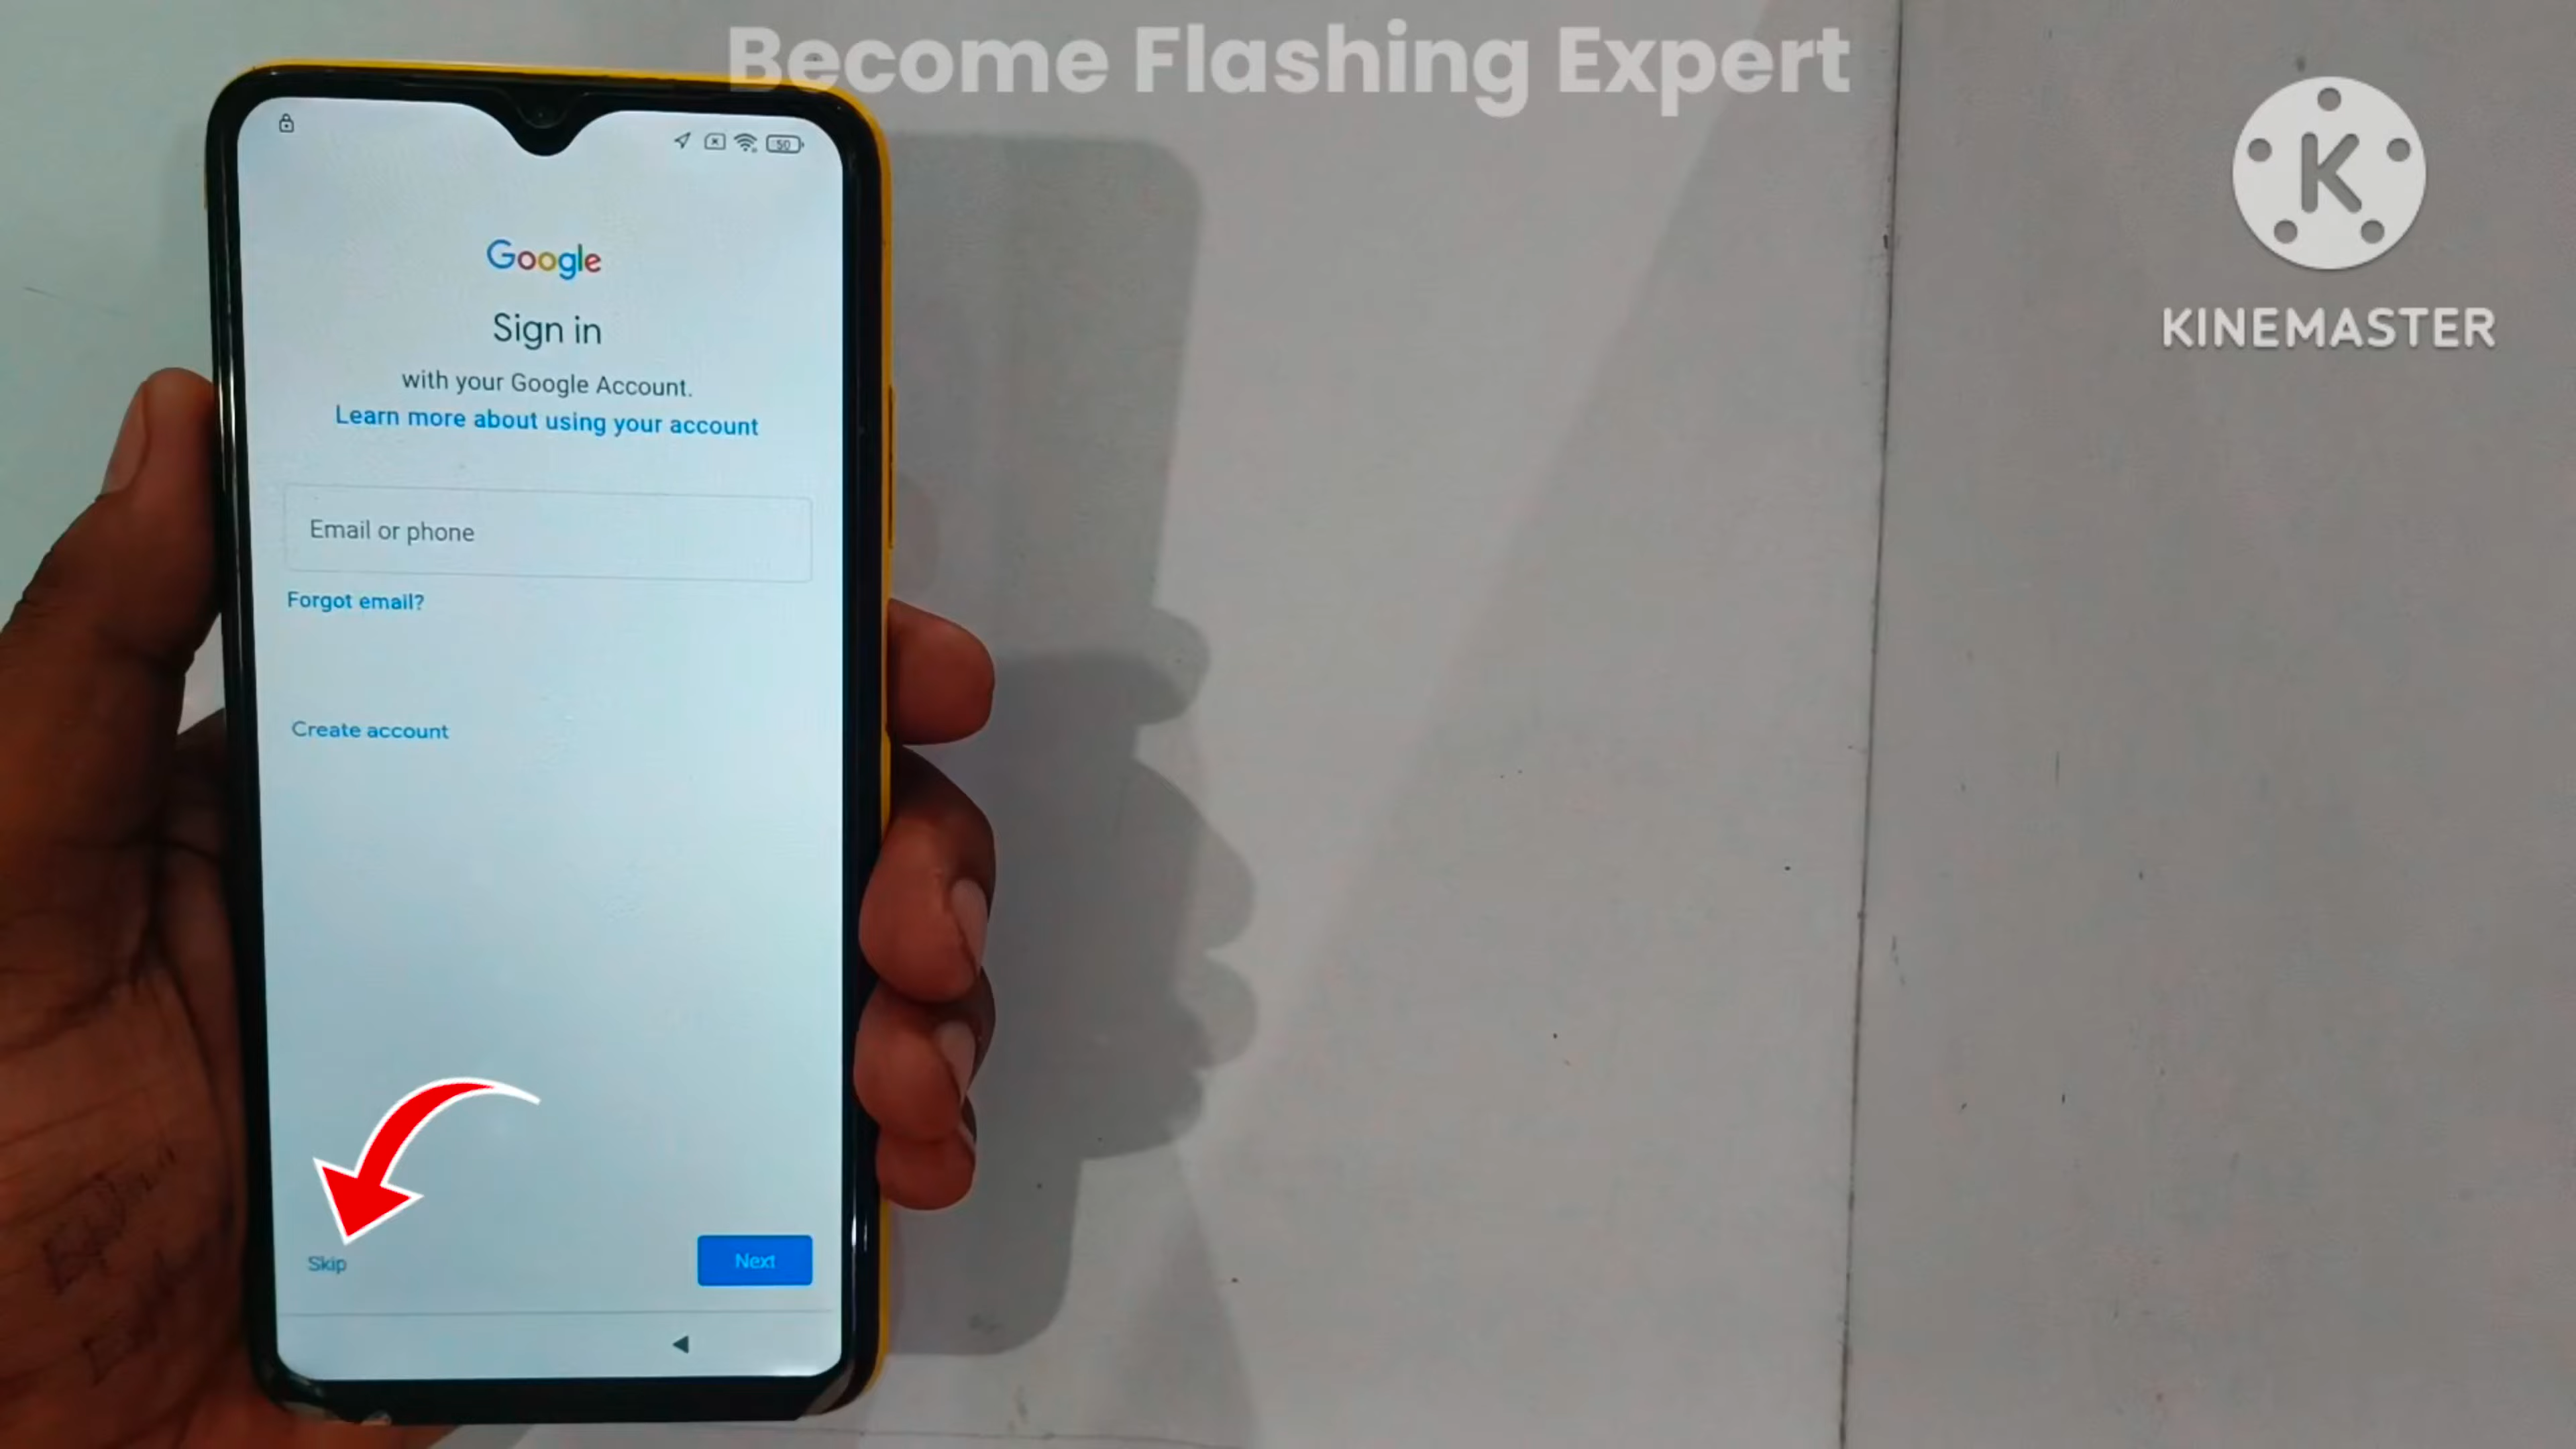 Become Flashing Expert
K
KINEMASTER
50
Google
Sign in
with your Google Account.
Learn more about using your account
Email or phone
Forgot email?
Create account
Skip
Next